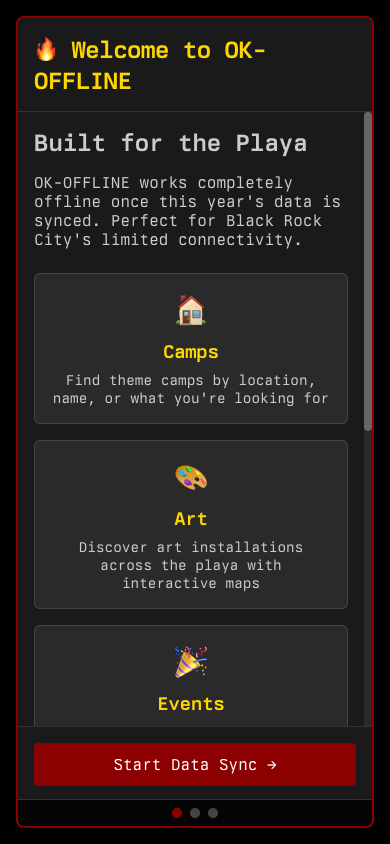 Welcome to OK-
OFFLINE
Built for the Playa
OK-OFFLINE works completely
offline once this year's data is
synced. Perfect for Black Rock
City's limited connectivity.
Camps
Find theme camps by location,
name, or what you're looking for
Art
Discover art installations
across the playa with
interactive maps
Events
Start Data Sync →